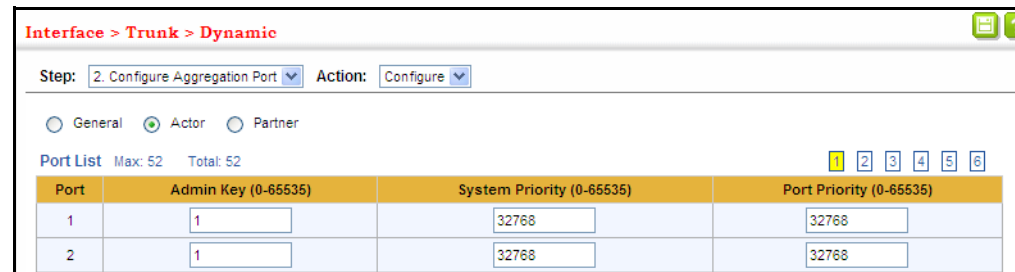 Interface > Trunk > Dynamic
Step: 2. Configure Aggregation Port Action: Configure
General Actor Partner
Port List Max: 52 Total: 52 1 2 3 4 5 6
Port Admin Key (0-65535) System Priority (0-65535) Port Priority (0-65535)
1 1 32768 32768
2 1 32768 32768